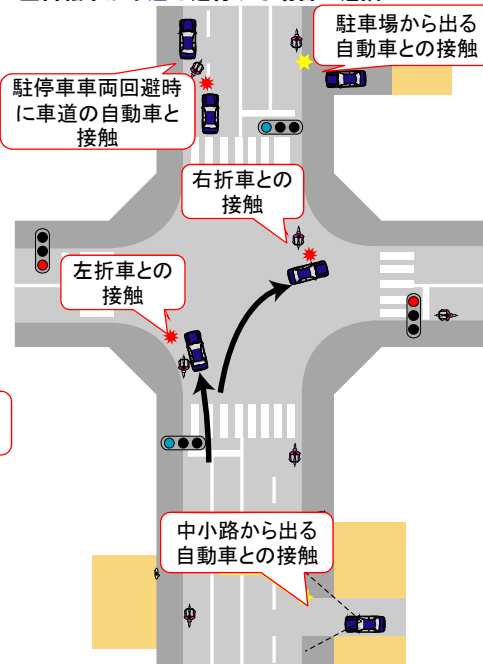 駐車場から出る
自動車との接触
駐停車車両回避時
に車道の自動車と
接触
右折車との
接触
左折車との
接触
中小路から出る
自動車との接触